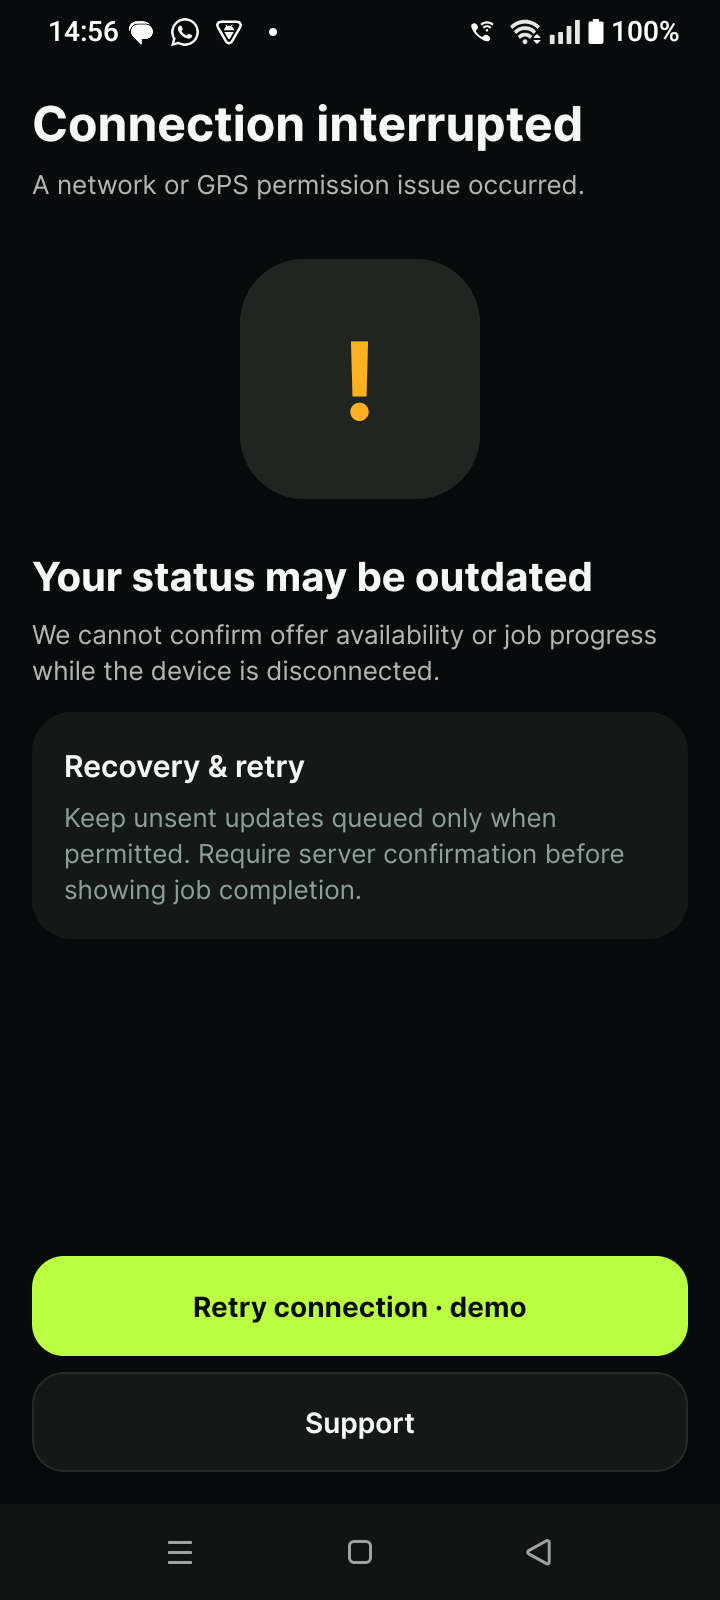 14:56
100%
Connection interrupted
A network or GPS permission issue occurred.
!
Your status may be outdated
We cannot confirm offer availability or job progress
while the device is disconnected.
Recovery & retry
Keep unsent updates queued only when
permitted. Require server confirmation before
showing job completion.
Retry connection · demo
Support